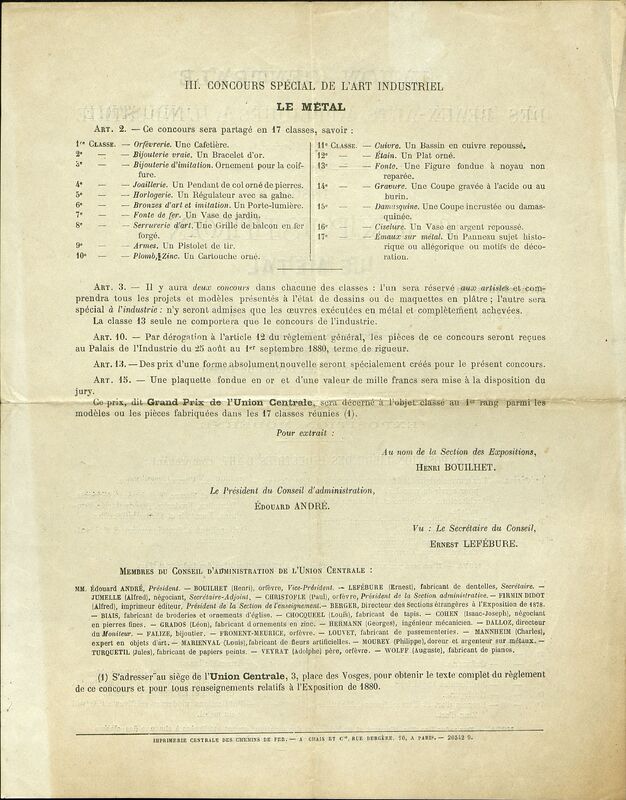 III. CONCOURS SPÉCIAL DE L'ART INDUSTRIEL
LE MÉTAL
ART. 2. — Ce concours sera partagé en 17 classes, savoir :
1re CLASSE. — Orfèvrerie. Une Cafetière.
2e — — Bijouterie vraie. Un Bracelet d'or.
3e — — Bijouterie d'imitation. Ornement pour la coif-
fure.
4e — — Joaillerie. Un Pendant de col orné de pierres.
5e — — Horlogerie. Un Régulateur avec sa gaîne.
6e — — Bronzes d'art et imitation. Un Porte-lumière.
7e — — Fonte de fer. Un Vase de jardin.
8e — — Serrurerie d'art. Une Grille de balcon en fer
forgé.
9e — — Armes. Un Pistolet de tir.
10e — — Plomb, Zinc. Un Cartouche orné.
11e CLASSE. — Cuivre. Un Bassin en cuivre repoussé.
12e — — Étain. Un Plat orné.
13e — — Fonte. Une Figure fondue à noyau non
reparée.
14e — — Gravure. Une Coupe gravée à l'acide ou au
burin.
15e — — Damasquine. Une Coupe incrustée ou damas-
quinée.
16e — — Ciselure. Un Vase en argent repoussé.
17e — — Émaux sur métal. Un Panneau sujet histo-
rique ou allégorique ou motifs de déco-
ration.
ART. 3. — Il y aura deux concours dans chacune des classes : l'un sera réservé aux artistes et com-
prendra tous les projets et modèles présentés à l'état de dessins ou de maquettes en plâtre ; l'autre sera
spécial à l'industrie : n'y seront admises que les œuvres exécutées en métal et complètement achevées.
La classe 13 seule ne comportera que le concours de l'industrie.
ART. 10. — Par dérogation à l'article 12 du règlement général, les pièces de ce concours seront reçues
au Palais de l'Industrie du 25 août au 1er septembre 1880, terme de rigueur.
ART. 13. — Des prix d'une forme absolument nouvelle seront spécialement créés pour le présent concours.
ART. 15. — Une plaquette fondue en or et d'une valeur de mille francs sera mise à la disposition du
jury.
Ce prix, dit Grand Prix de l'Union Centrale, sera décerné à l'objet classé au 1er rang parmi les
modèles ou les pièces fabriquées dans les 17 classes réunies (1).
Pour extrait :
Au nom de la Section des Expositions,
HENRI BOUILHET.
Le Président du Conseil d'administration,
ÉDOUARD ANDRÉ.
Vu : Le Secrétaire du Conseil,
ERNEST LEFÉBURE.
MEMBRES DU CONSEIL D'ADMINISTRATION DE L'UNION CENTRALE :
MM. Édouard ANDRÉ, Président. — BOUILHET (Henri), orfèvre, Vice-Président. — LEFÉBURE (Ernest), fabricant de dentelles, Secrétaire. —
JUMELLE (Alfred), négociant, Secrétaire-Adjoint. — CHRISTOFLE (Paul), orfèvre, Président de la Section administrative. — FIRMIN DIDOT
(Alfred), imprimeur éditeur, Président de la Section de l'enseignement. — BERGER, Directeur des Sections étrangères à l'Exposition de 1878.
— BIAIS, fabricant de broderies et ornements d'église. — CHOCQUEEL (Louis), fabricant de tapis. — COHEN (Isaac-Joseph), négociant
en pierres fines. — GRADOS (Léon), fabricant d'ornements en zinc. — HERMANN (Georges), ingénieur mécanicien. — DALLOZ, directeur
du Moniteur. — FALIZE, bijoutier. — FROMENT-MEURICE, orfèvre. — LOUVET, fabricant de passementeries. — MANNHEIM (Charles),
expert en objets d'art. — MARIENVAL (Louis), fabricant de fleurs artificielles. — MOUREY (Philippe), doreur et argenteur sur métaux. —
TURQUETIL (Jules), fabricant de papiers peints. — VEYRAT (Adolphe) père, orfèvre. — WOLFF (Auguste), fabricant de pianos.
(1) S'adresser au siège de l'Union Centrale, 3, place des Vosges, pour obtenir le texte complet du règlement
de ce concours et pour tous renseignements relatifs à l'Exposition de 1880.
IMPRIMERIE CENTRALE DES CHEMINS DE FER. — A. CHAIX ET Cie, RUE BERGÈRE, 20, A PARIS. — 20542 9.